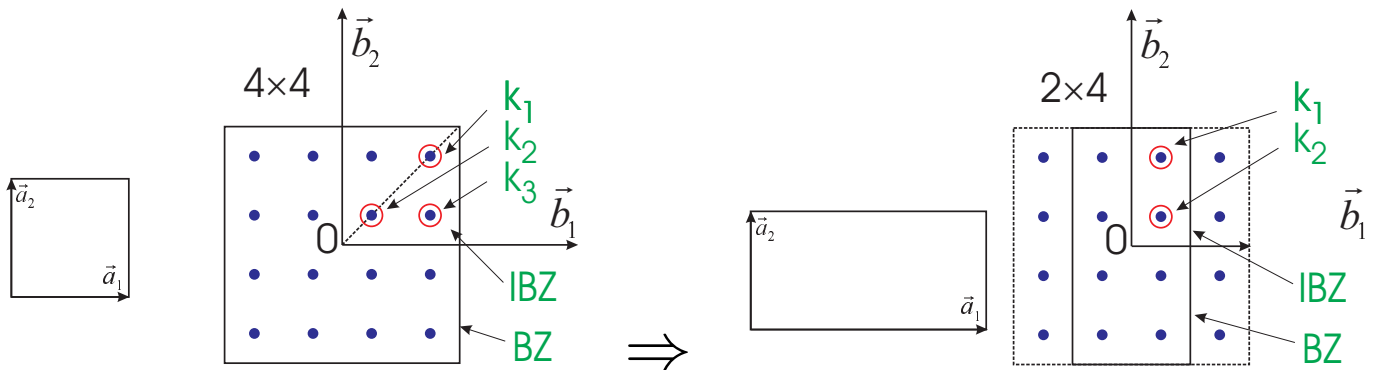 4×4
b⃗₂
k₁
k₂
k₃
b⃗₁
0
IBZ
BZ
a⃗₂
a⃗₁
⇒
2×4
b⃗₂
k₁
k₂
b⃗₁
0
IBZ
BZ
a⃗₂
a⃗₁